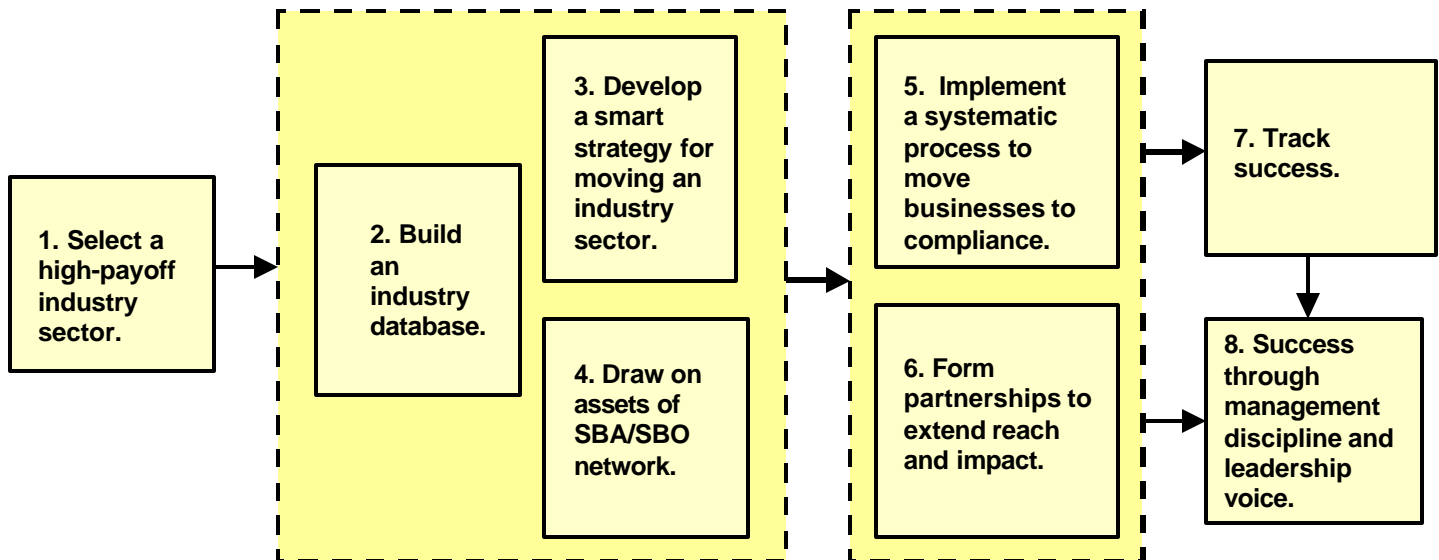 1. Select a
high-payoff
industry
sector.
2. Build
an
industry
database.
3. Develop
a smart
strategy for
moving an
industry
sector.
4. Draw on
assets of
SBA/SBO
network.
5. Implement
a systematic
process to
move
businesses to
compliance.
6. Form
partnerships to
extend reach
and impact.
7. Track
success.
8. Success
through
management
discipline and
leadership
voice.